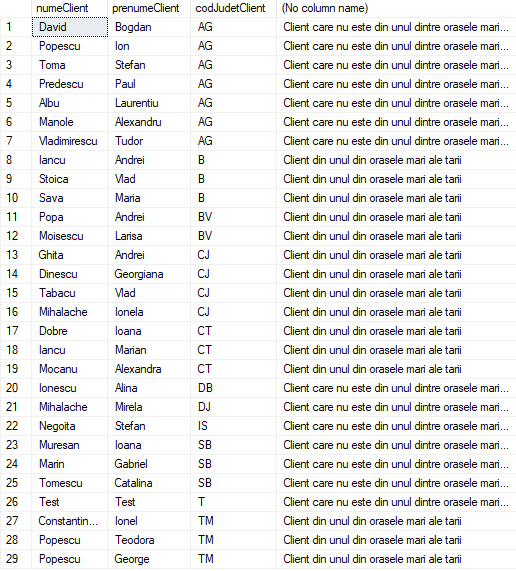 numeClient prenumeClient codJudetClient (No column name)
1 David Bogdan AG Client care nu este din unul dintre orasele mari...
2 Popescu Ion AG Client care nu este din unul dintre orasele mari...
3 Toma Stefan AG Client care nu este din unul dintre orasele mari...
4 Predescu Paul AG Client care nu este din unul dintre orasele mari...
5 Albu Laurentiu AG Client care nu este din unul dintre orasele mari...
6 Manole Alexandru AG Client care nu este din unul dintre orasele mari...
7 Vladimirescu Tudor AG Client care nu este din unul dintre orasele mari...
8 Iancu Andrei B Client din unul din orasele mari ale tarii
9 Stoica Vlad B Client din unul din orasele mari ale tarii
10 Sava Maria B Client din unul din orasele mari ale tarii
11 Popa Andrei BV Client din unul din orasele mari ale tarii
12 Moisescu Larisa BV Client din unul din orasele mari ale tarii
13 Ghita Andrei CJ Client din unul din orasele mari ale tarii
14 Dinescu Georgiana CJ Client din unul din orasele mari ale tarii
15 Tabacu Vlad CJ Client din unul din orasele mari ale tarii
16 Mihalache Ionela CJ Client din unul din orasele mari ale tarii
17 Dobre Ioana CT Client din unul din orasele mari ale tarii
18 Iancu Marian CT Client din unul din orasele mari ale tarii
19 Mocanu Alexandra CT Client din unul din orasele mari ale tarii
20 Ionescu Alina DB Client care nu este din unul dintre orasele mari...
21 Mihalache Mirela DJ Client care nu este din unul dintre orasele mari...
22 Negoita Stefan IS Client care nu este din unul dintre orasele mari...
23 Muresan Ioana SB Client care nu este din unul dintre orasele mari...
24 Marin Gabriel SB Client care nu este din unul dintre orasele mari...
25 Tomescu Catalina SB Client care nu este din unul dintre orasele mari...
26 Test Test T Client care nu este din unul dintre orasele mari...
27 Constantin... Ionel TM Client din unul din orasele mari ale tarii
28 Popescu Teodora TM Client din unul din orasele mari ale tarii
29 Popescu George TM Client din unul din orasele mari ale tarii